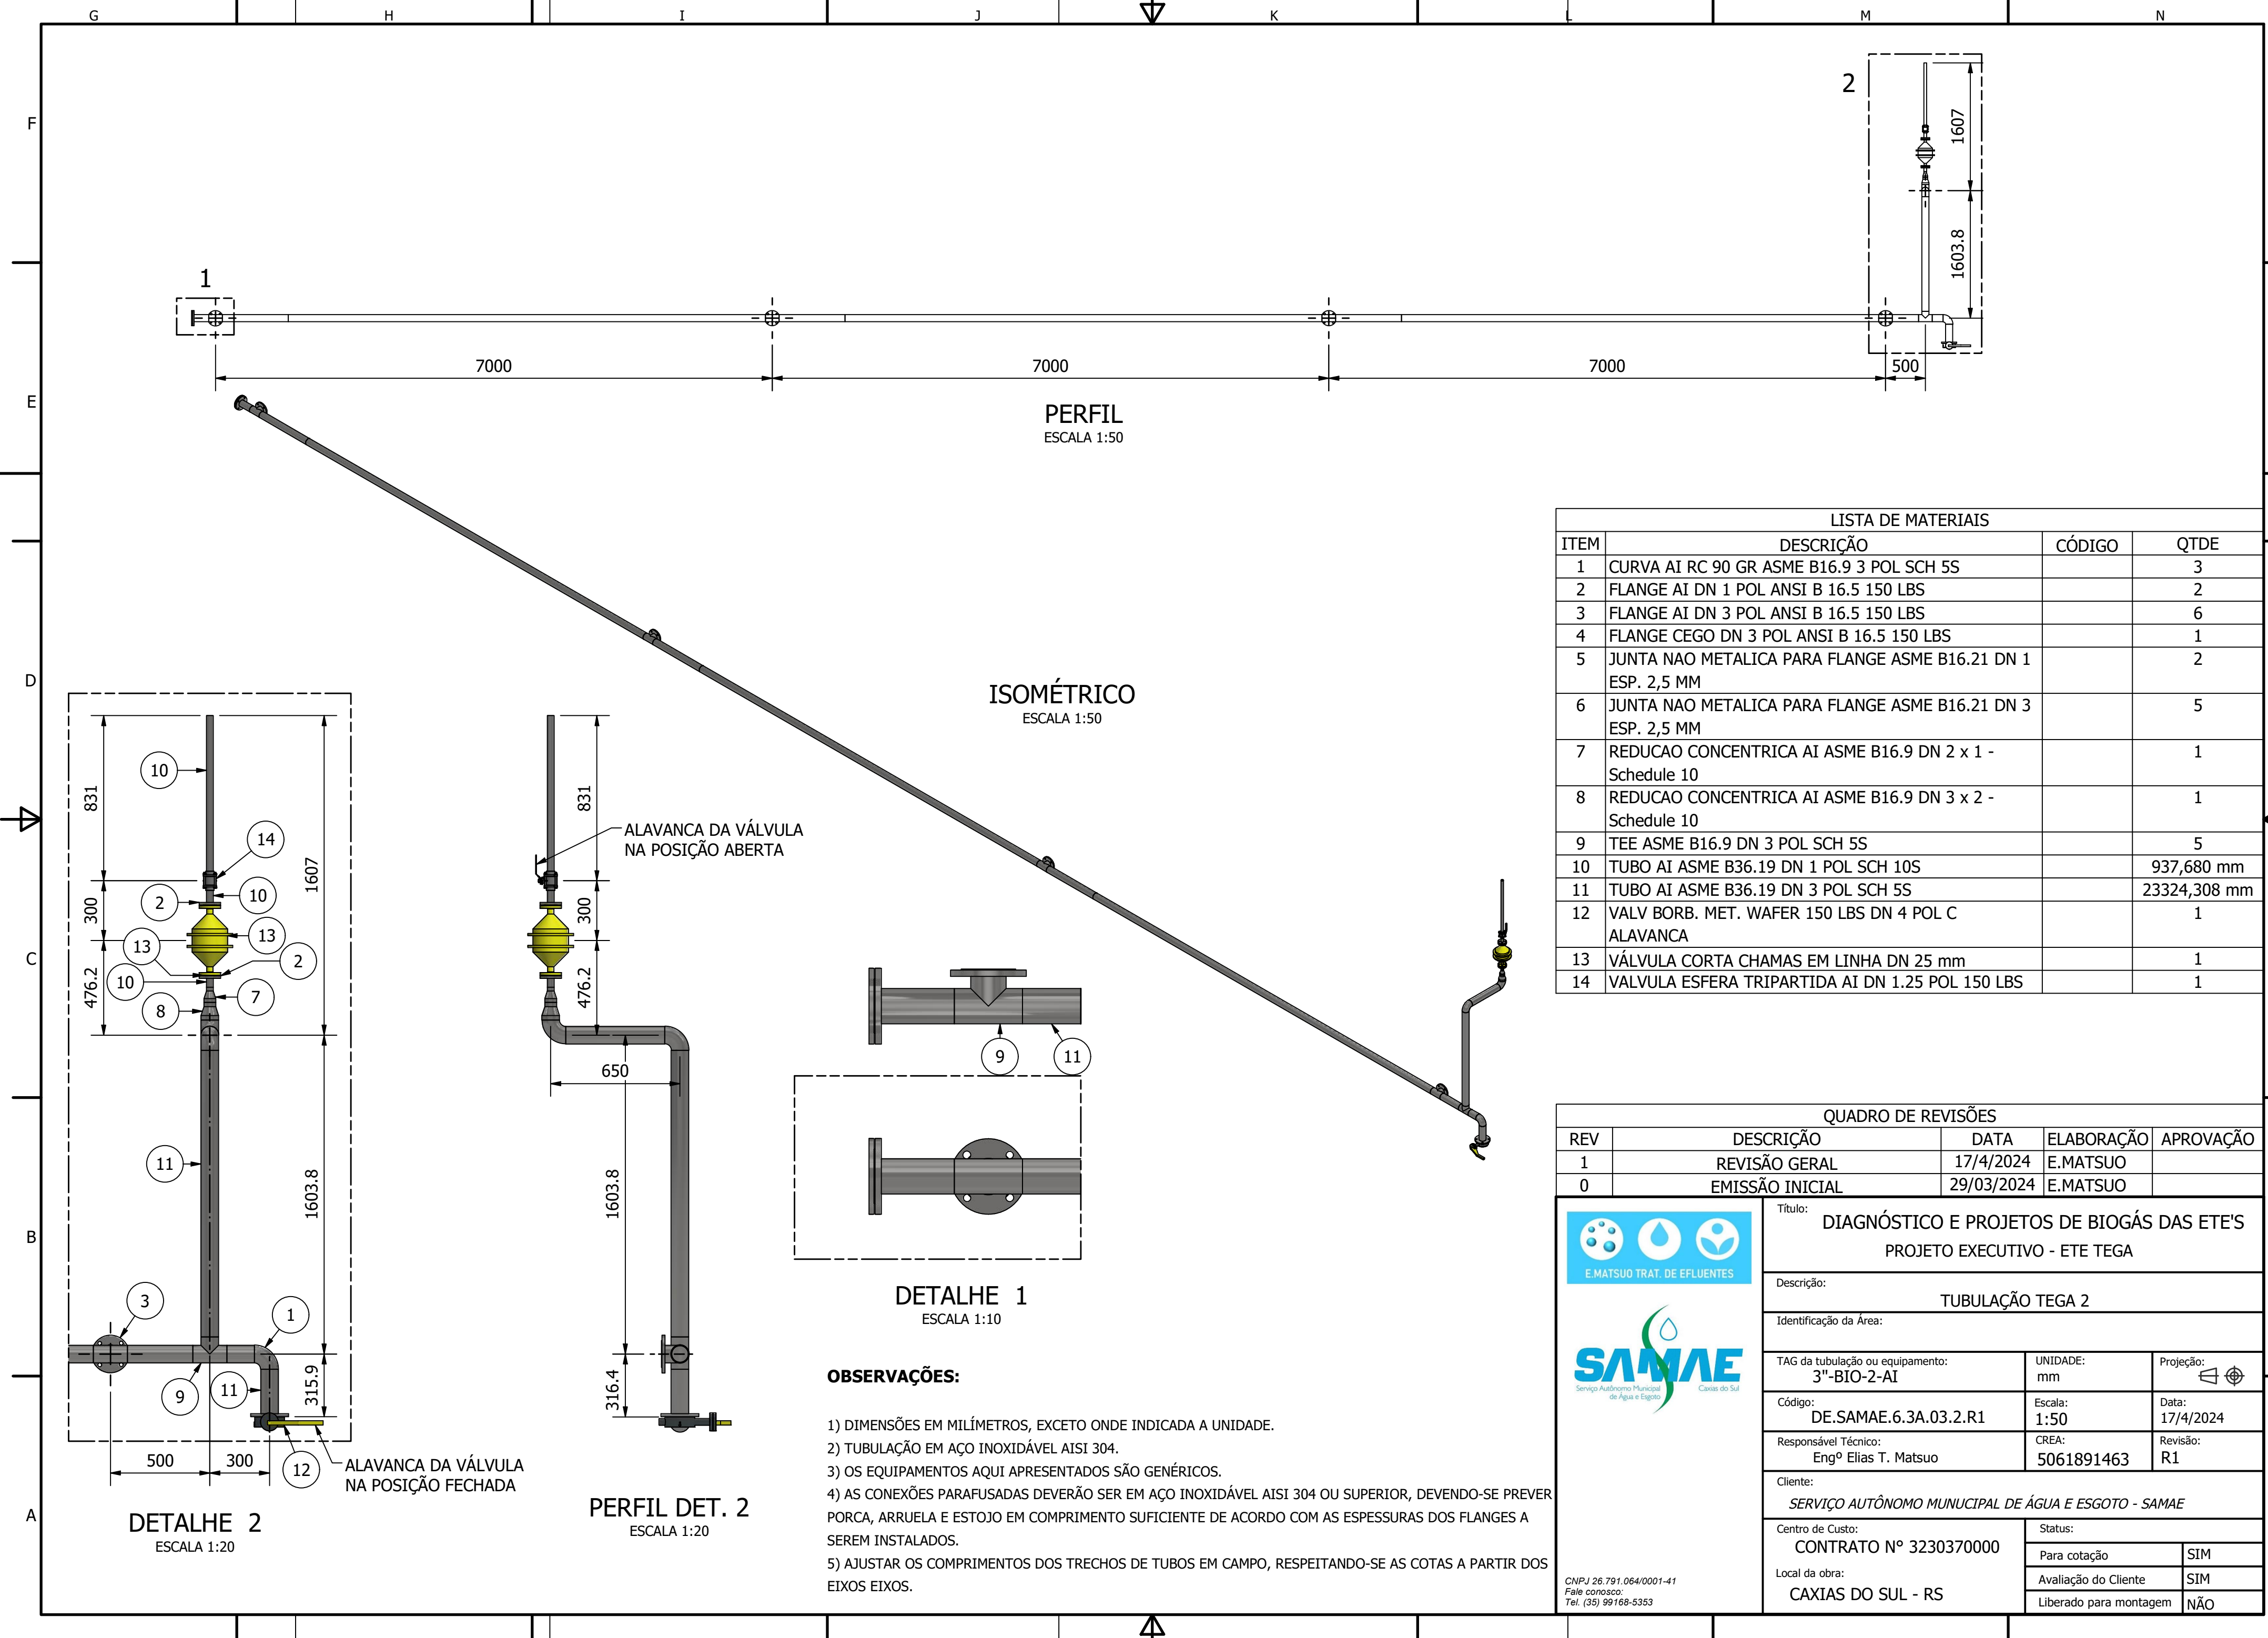 G H I J K L M N
F
E
D
C
B
A
1
2
1607
1603.8
7000 7000 7000 500
PERFIL
ESCALA 1:50
ISOMÉTRICO
ESCALA 1:50
LISTA DE MATERIAIS
ITEM DESCRIÇÃO CÓDIGO QTDE
1 CURVA AI RC 90 GR ASME B16.9 3 POL SCH 5S 3
2 FLANGE AI DN 1 POL ANSI B 16.5 150 LBS 2
3 FLANGE AI DN 3 POL ANSI B 16.5 150 LBS 6
4 FLANGE CEGO DN 3 POL ANSI B 16.5 150 LBS 1
5 JUNTA NAO METALICA PARA FLANGE ASME B16.21 DN 1 2
ESP. 2,5 MM
6 JUNTA NAO METALICA PARA FLANGE ASME B16.21 DN 3 5
ESP. 2,5 MM
7 REDUCAO CONCENTRICA AI ASME B16.9 DN 2 x 1 - 1
Schedule 10
8 REDUCAO CONCENTRICA AI ASME B16.9 DN 3 x 2 - 1
Schedule 10
9 TEE ASME B16.9 DN 3 POL SCH 5S 5
10 TUBO AI ASME B36.19 DN 1 POL SCH 10S 937,680 mm
11 TUBO AI ASME B36.19 DN 3 POL SCH 5S 23324,308 mm
12 VALV BORB. MET. WAFER 150 LBS DN 4 POL C 1
ALAVANCA
13 VÁLVULA CORTA CHAMAS EM LINHA DN 25 mm 1
14 VALVULA ESFERA TRIPARTIDA AI DN 1.25 POL 150 LBS 1
10
831
14
1607
10
2
300
13
13
2
10
476.2
7
8
11
1603.8
3
1
9
11
315.9
500 300
12
ALAVANCA DA VÁLVULA
NA POSIÇÃO FECHADA
DETALHE 2
ESCALA 1:20
831
ALAVANCA DA VÁLVULA
NA POSIÇÃO ABERTA
300
476.2
650
1603.8
316.4
PERFIL DET. 2
ESCALA 1:20
9
11
DETALHE 1
ESCALA 1:10
OBSERVAÇÕES:
1) DIMENSÕES EM MILÍMETROS, EXCETO ONDE INDICADA A UNIDADE.
2) TUBULAÇÃO EM AÇO INOXIDÁVEL AISI 304.
3) OS EQUIPAMENTOS AQUI APRESENTADOS SÃO GENÉRICOS.
4) AS CONEXÕES PARAFUSADAS DEVERÃO SER EM AÇO INOXIDÁVEL AISI 304 OU SUPERIOR, DEVENDO-SE PREVER
PORCA, ARRUELA E ESTOJO EM COMPRIMENTO SUFICIENTE DE ACORDO COM AS ESPESSURAS DOS FLANGES A
SEREM INSTALADOS.
5) AJUSTAR OS COMPRIMENTOS DOS TRECHOS DE TUBOS EM CAMPO, RESPEITANDO-SE AS COTAS A PARTIR DOS
EIXOS EIXOS.
QUADRO DE REVISÕES
REV DESCRIÇÃO DATA ELABORAÇÃO APROVAÇÃO
1 REVISÃO GERAL 17/4/2024 E.MATSUO
0 EMISSÃO INICIAL 29/03/2024 E.MATSUO
E.MATSUO TRAT. DE EFLUENTES
SAMAE
Serviço Autônomo Municipal
de Água e Esgoto
Caxias do Sul
CNPJ 26.791.064/0001-41
Fale conosco:
Tel. (35) 99168-5353
Título:
DIAGNÓSTICO E PROJETOS DE BIOGÁS DAS ETE'S
PROJETO EXECUTIVO - ETE TEGA
Descrição:
TUBULAÇÃO TEGA 2
Identificação da Área:
TAG da tubulação ou equipamento:
3"-BIO-2-AI
UNIDADE:
mm
Projeção:
Código:
DE.SAMAE.6.3A.03.2.R1
Escala:
1:50
Data:
17/4/2024
Responsável Técnico:
Engº Elias T. Matsuo
CREA:
5061891463
Revisão:
R1
Cliente:
SERVIÇO AUTÔNOMO MUNUCIPAL DE ÁGUA E ESGOTO - SAMAE
Centro de Custo:
CONTRATO N° 3230370000
Local da obra:
CAXIAS DO SUL - RS
Status:
Para cotação SIM
Avaliação do Cliente SIM
Liberado para montagem NÃO